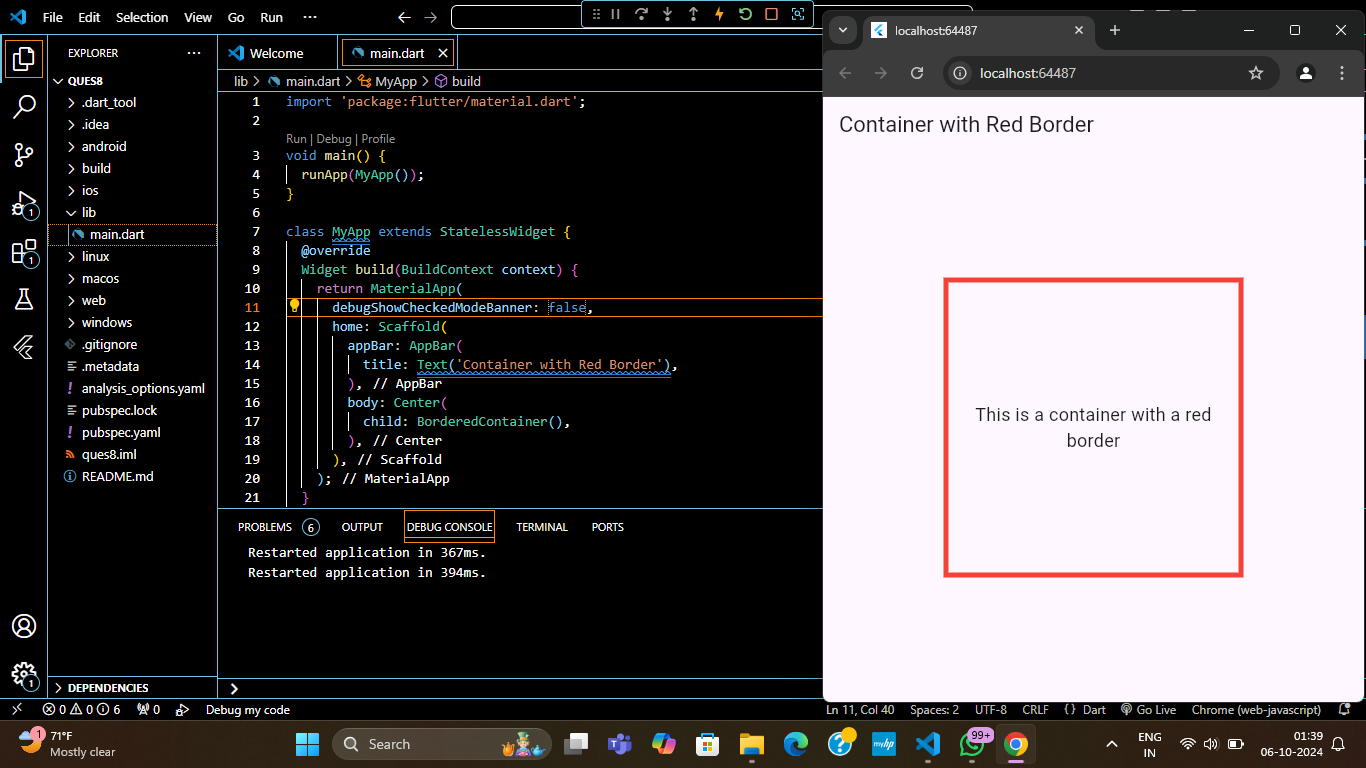 File Edit Selection View Go Run ···
EXPLORER ···
QUES8
.dart_tool
.idea
android
build
ios
lib
main.dart
linux
macos
web
windows
.gitignore
.metadata
analysis_options.yaml
pubspec.lock
pubspec.yaml
ques8.iml
README.md
DEPENDENCIES
1
1
1
Welcome
main.dart
lib > main.dart > MyApp > build
1 import 'package:flutter/material.dart';
2
Run | Debug | Profile
3 void main() {
4 runApp(MyApp());
5 }
6
7 class MyApp extends StatelessWidget {
8 @override
9 Widget build(BuildContext context) {
10 return MaterialApp(
11 debugShowCheckedModeBanner: false,
12 home: Scaffold(
13 appBar: AppBar(
14 title: Text('Container with Red Border'),
15 ), // AppBar
16 body: Center(
17 child: BorderedContainer(),
18 ), // Center
19 ), // Scaffold
20 ); // MaterialApp
21 }
PROBLEMS 6 OUTPUT DEBUG CONSOLE TERMINAL PORTS
Restarted application in 367ms.
Restarted application in 394ms.
localhost:64487
localhost:64487
Container with Red Border
This is a container with a red
border
0 0 6 0 Debug my code Ln 11, Col 40 Spaces: 2 UTF-8 CRLF {} Dart Go Live Chrome (web-javascript)
1
71°F
Mostly clear
Search
myhp
99+
ENG
IN
01:39
06-10-2024